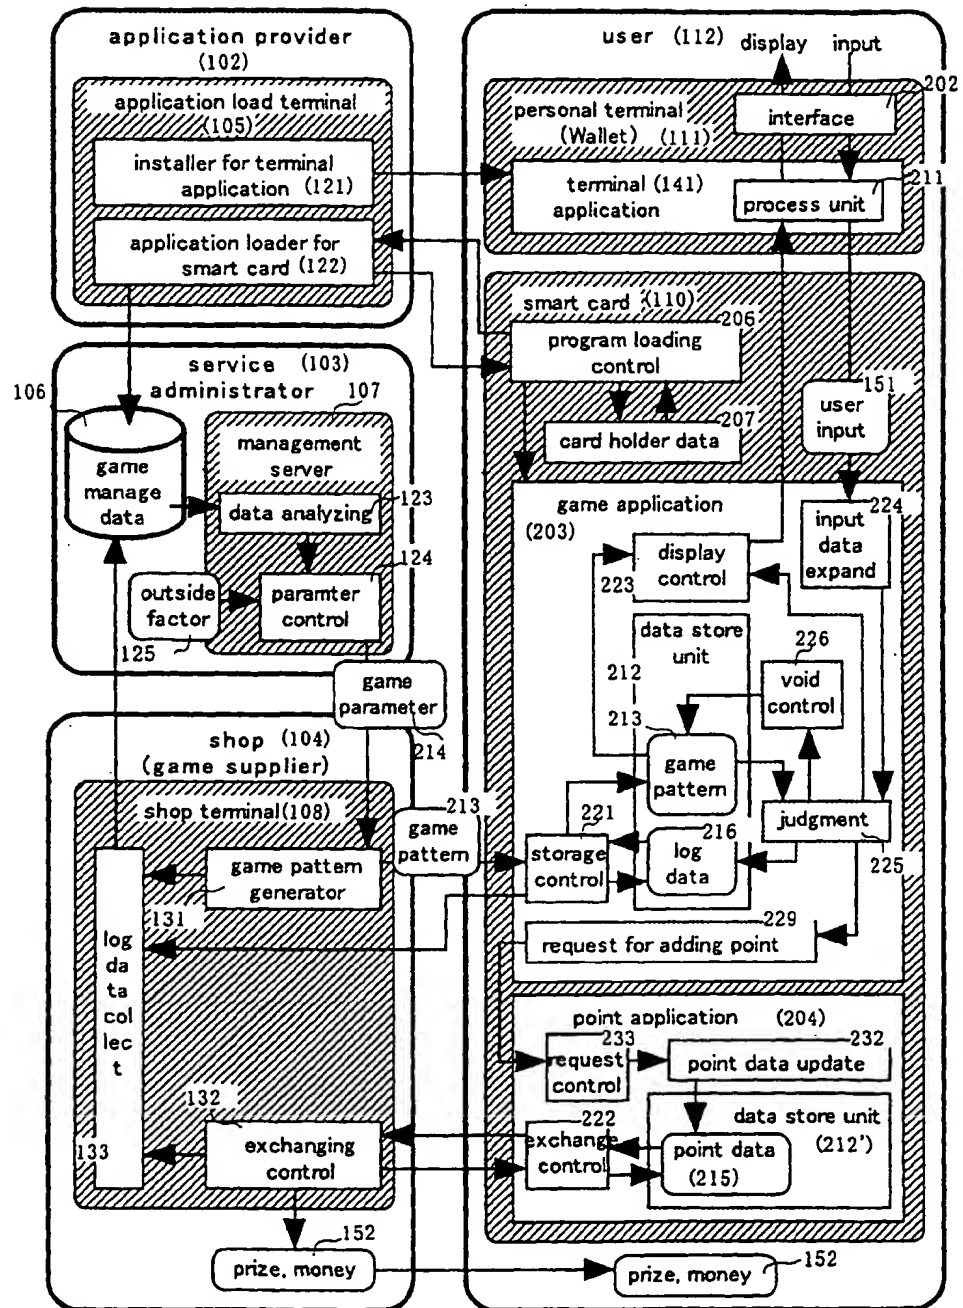 application provider
(102)
application load terminal
(105)
installer for terminal
application (121)
application loader for
smart card (122)
service (103)
administrator
106
107
game
manage
data
management
server
123
data analyzing
124
outside
factor
125
paramter
control
game
parameter
214
shop (104)
(game supplier)
shop terminal(108)
213
game
pattern
game pattern
generator
131
log
da
ta
col
lec
t
132
133
exchanging
control
152
prize, money
user (112)
display
input
202
personal terminal
(Wallet) (111)
interface
terminal (141)
application
211
process unit
smart card (110)
206
program loading
control
207
card holder data
151
user
input
game application
(203)
224
input
data
expand
display
control
223
data store
unit
212
226
void
control
213
game
pattern
221
storage
control
216
log
data
judgment
225
229
request for adding point
point application (204)
233
request
control
232
point data update
222
exchange
control
data store unit
(212')
point data
(215)
152
prize, money